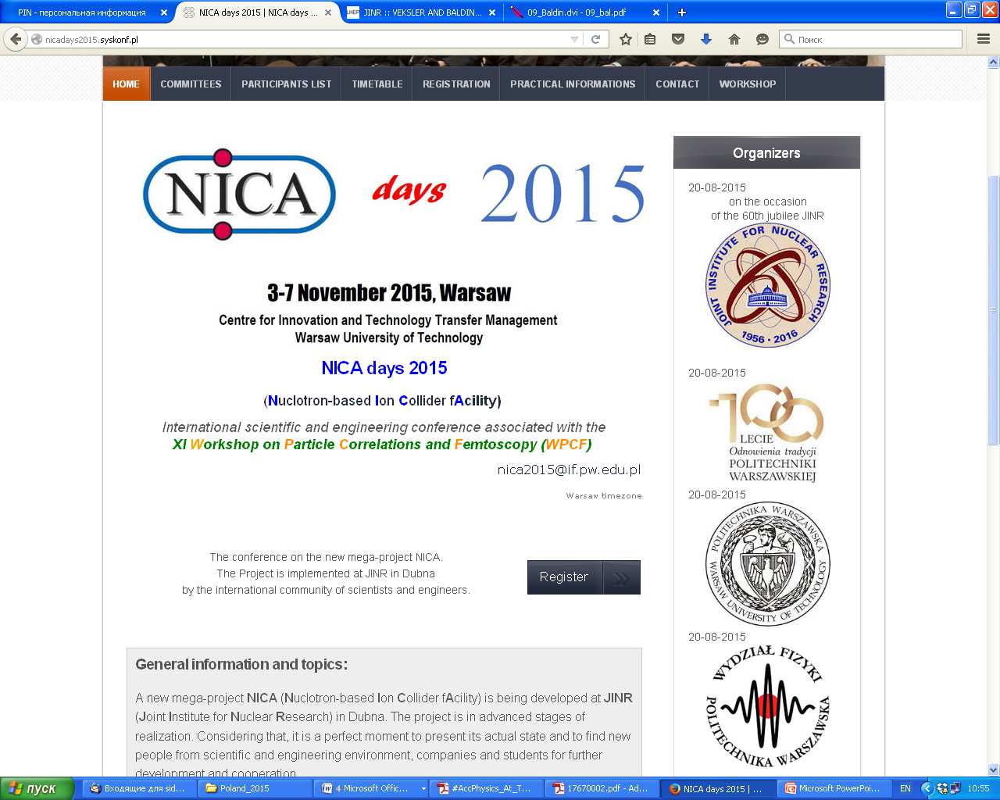 PIN - персональная информация
NICA days 2015 | NICA days ...
JINR :: VEKSLER AND BALDIN...
09_Baldin.dvi - 09_bal.pdf
nicadays2015.syskonf.pl
Поиск
HOME
COMMITTEES
PARTICIPANTS LIST
TIMETABLE
REGISTRATION
PRACTICAL INFORMATIONS
CONTACT
WORKSHOP
NICA days 2015
3-7 November 2015, Warsaw
Centre for Innovation and Technology Transfer Management
Warsaw University of Technology
NICA days 2015
(Nuclotron-based Ion Collider fAcility)
International scientific and engineering conference associated with the
XI Workshop on Particle Correlations and Femtoscopy (WPCF)
nica2015@if.pw.edu.pl
Warsaw timezone
The conference on the new mega-project NICA.
The Project is implemented at JINR in Dubna
by the international community of scientists and engineers.
Register
General information and topics:
A new mega-project NICA (Nuclotron-based Ion Collider fAcility) is being developed at JINR
(Joint Institute for Nuclear Research) in Dubna. The project is in advanced stages of
realization. Considering that, it is a perfect moment to present its actual state and to find new
people from scientific and engineering environment, companies and students for further
development and cooperation.
Organizers
20-08-2015
on the occasion
of the 60th jubilee JINR
JOINT INSTITUTE FOR NUCLEAR RESEARCH
1956 • 2016
20-08-2015
100
LECIE
Odnowienia tradycji
POLITECHNIKI
WARSZAWSKIEJ
20-08-2015
POLITECHNIKA WARSZAWSKA
WARSAW UNIVERSITY OF TECHNOLOGY
20-08-2015
WYDZIAŁ FIZYKI
POLITECHNIKA WARSZAWSKA
пуск
Входящие для sid...
Poland_2015
4 Microsoft Offic...
#AccPhysics_At_T...
17670002.pdf - Ad...
NICA days 2015 | ...
Microsoft PowerPoi...
EN
10:55